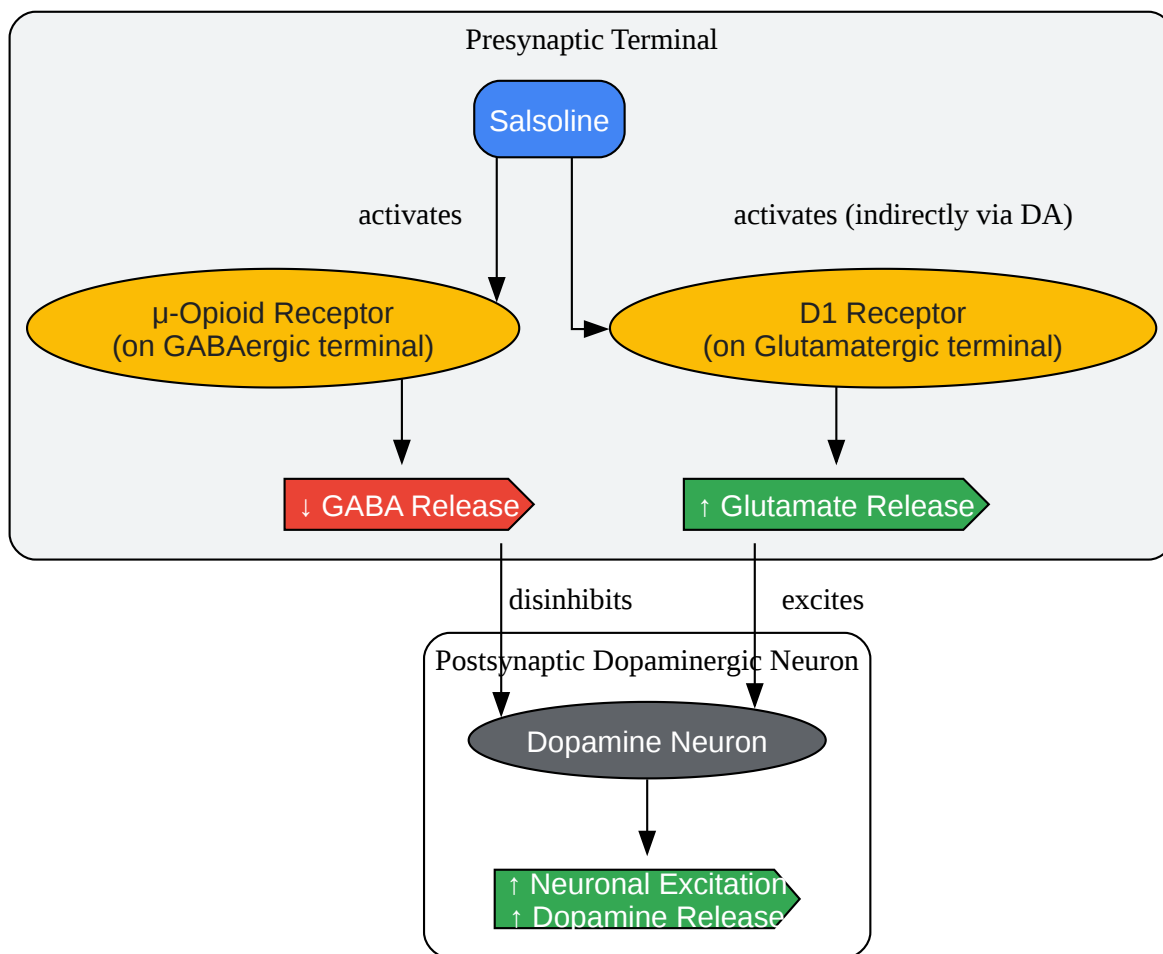 Presynaptic Terminal
Salsoline
activates
activates (indirectly via DA)
μ-Opioid Receptor
(on GABAergic terminal)
D1 Receptor
(on Glutamatergic terminal)
↓ GABA Release
↑ Glutamate Release
disinhibits
excites
Postsynaptic Dopaminergic Neuron
Dopamine Neuron
↑ Neuronal Excitation
↑ Dopamine Release